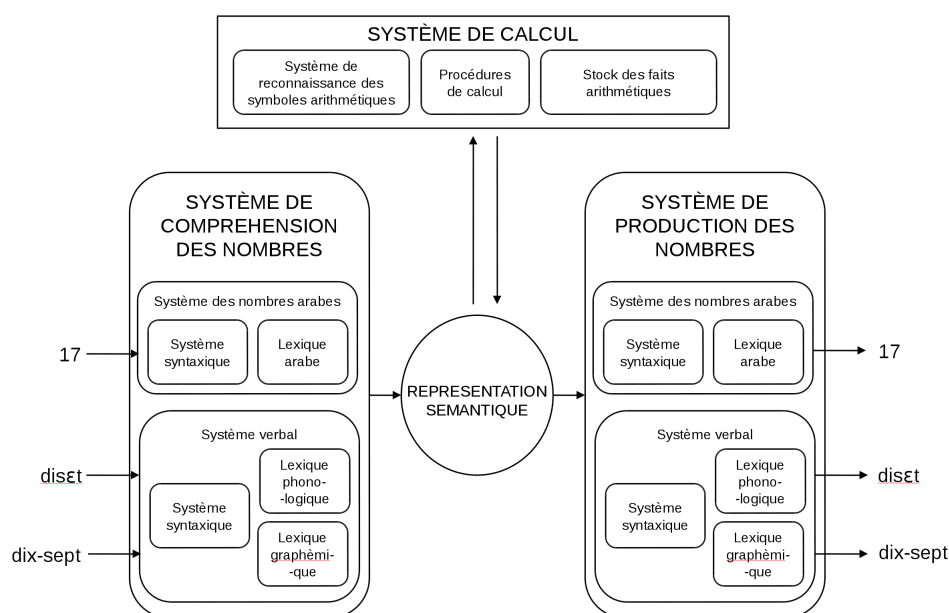 SYSTÈME DE CALCUL
Système de
reconnaissance des
symboles arithmétiques
Procédures
de calcul
Stock des faits
arithmétiques
SYSTÈME DE
COMPREHENSION
DES NOMBRES
Système des nombres arabes
Système
syntaxique
Lexique
arabe
17
Système verbal
Système
syntaxique
Lexique
phono-
-logique
Lexique
graphèmi-
-que
disɛt
dix-sept
REPRESENTATION
SEMANTIQUE
SYSTÈME DE
PRODUCTION DES
NOMBRES
Système des nombres arabes
Système
syntaxique
Lexique
arabe
17
Système verbal
Système
syntaxique
Lexique
phono-
-logique
Lexique
graphèmi-
-que
disɛt
dix-sept